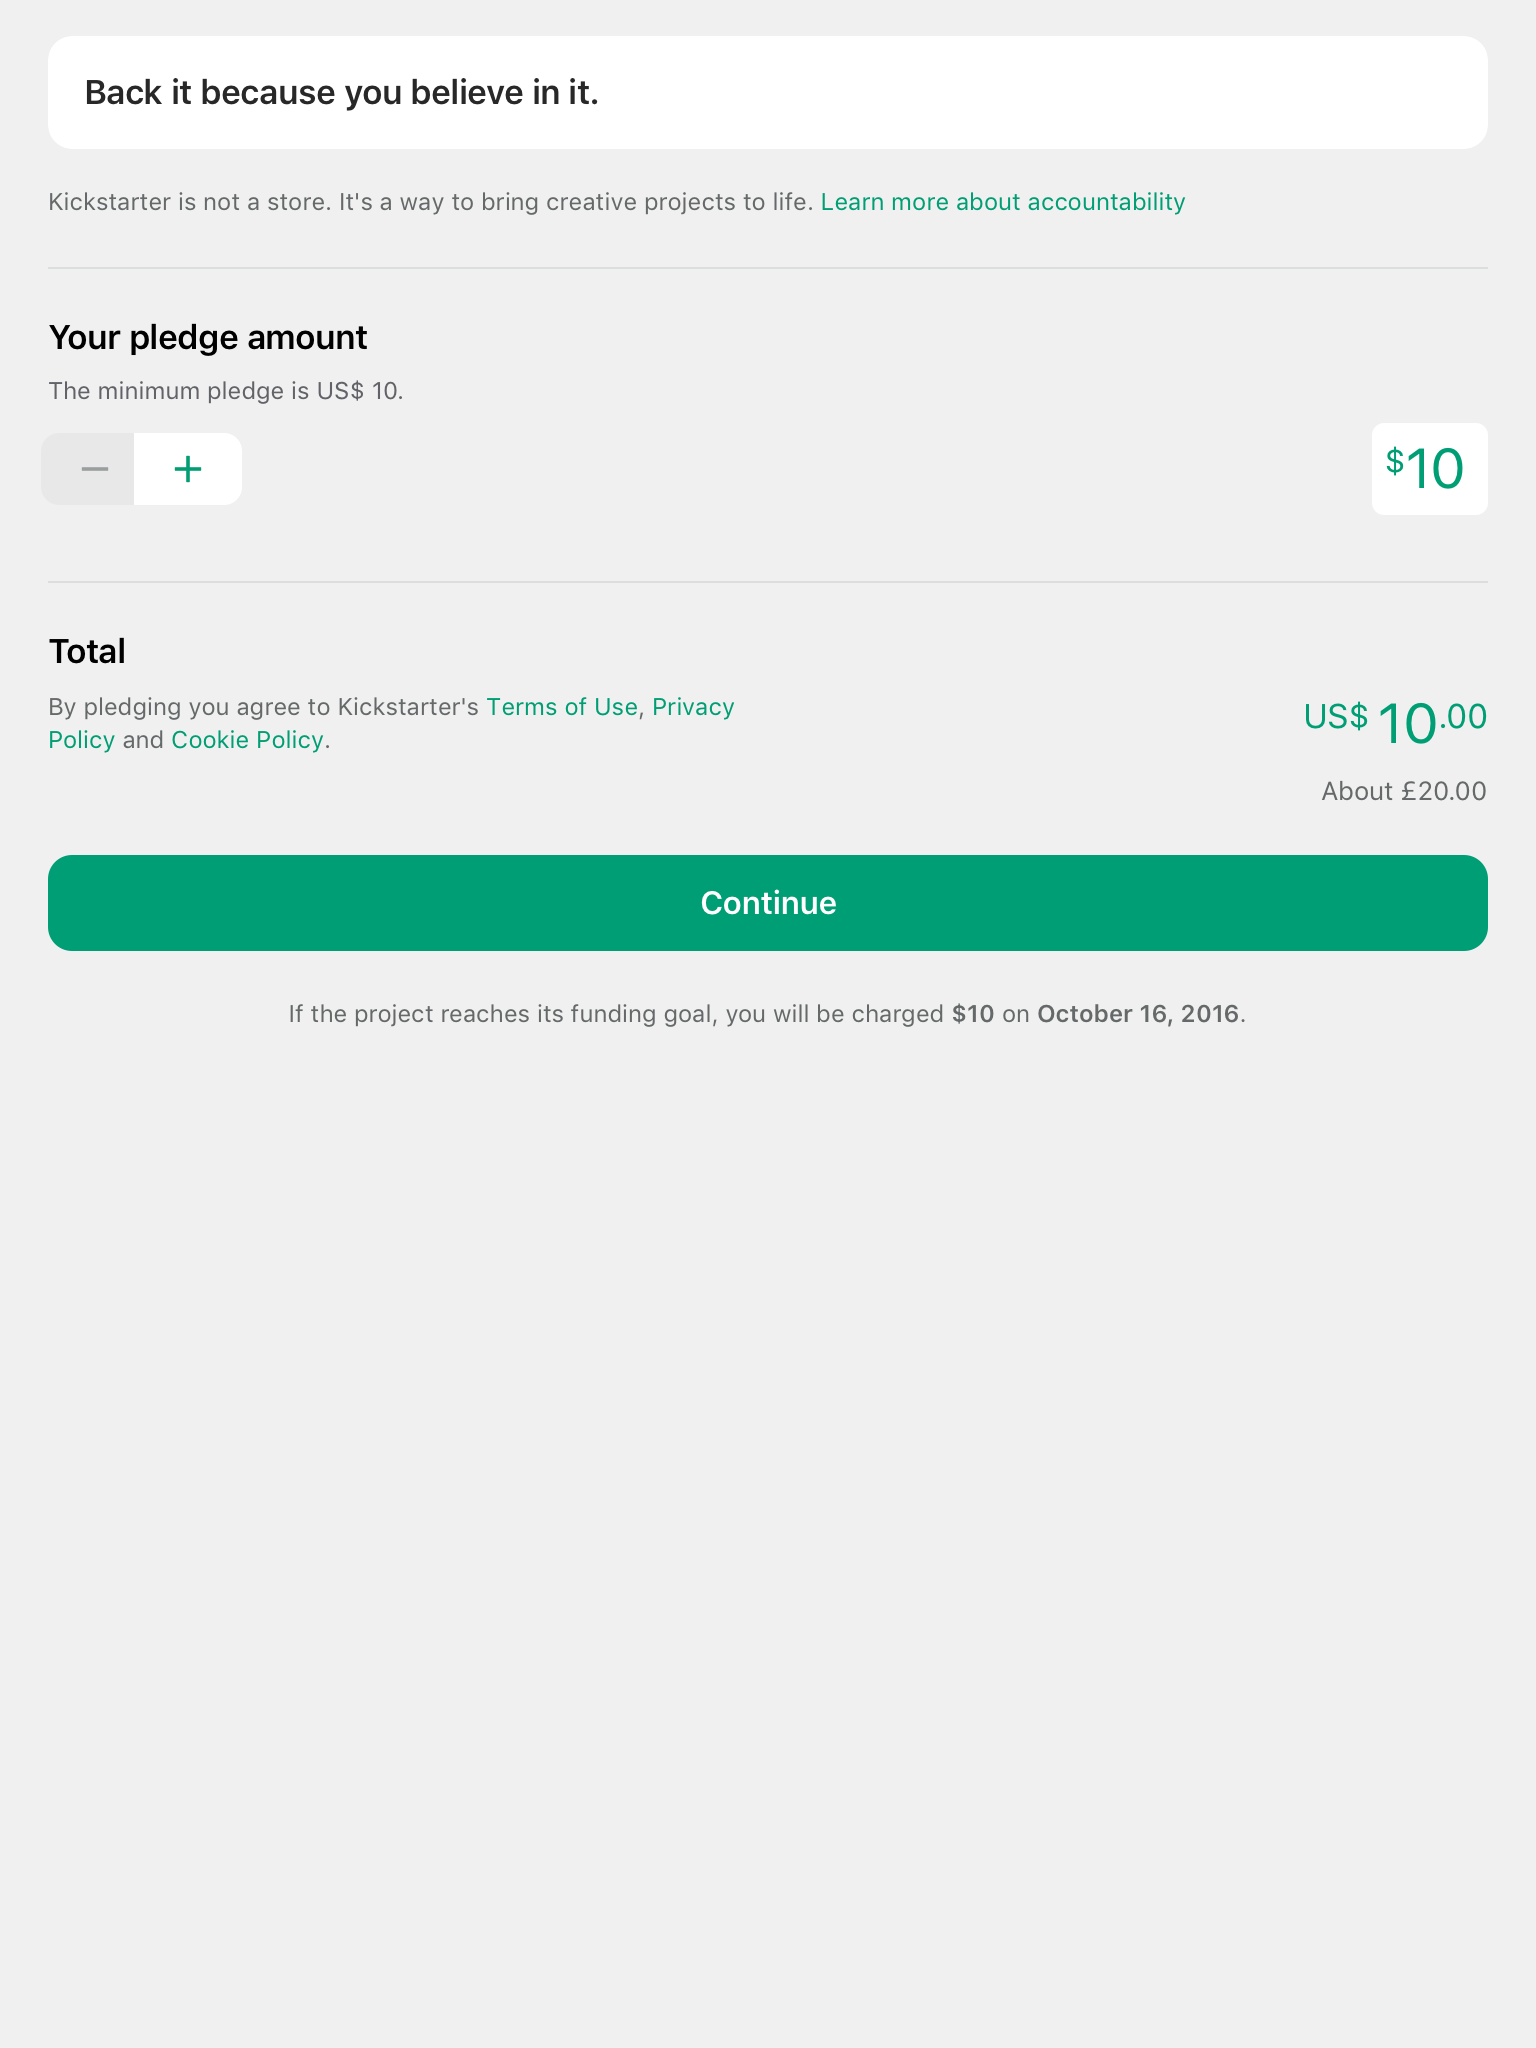 Back it because you believe in it.
Kickstarter is not a store. It's a way to bring creative projects to life. Learn more about accountability
Your pledge amount
The minimum pledge is US$ 10.
$10
Total
By pledging you agree to Kickstarter's Terms of Use, Privacy
Policy and Cookie Policy.
US$ 10.00
About £20.00
Continue
If the project reaches its funding goal, you will be charged $10 on October 16, 2016.